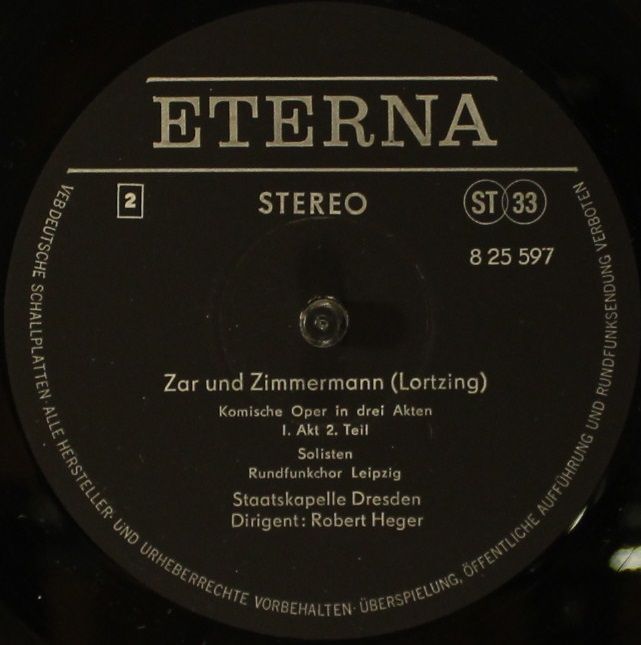 ETERNA
2
STEREO
ST 33
8 25 597
Zar und Zimmermann (Lortzing)
Komische Oper in drei Akten
I. Akt 2. Teil
Solisten
Rundfunkchor Leipzig
Staatskapelle Dresden
Dirigent: Robert Heger
VEB DEUTSCHE SCHALLPLATTEN · ALLE HERSTELLER- UND URHEBERRECHTE VORBEHALTEN · ÜBERSPIELUNG, ÖFFENTLICHE AUFFÜHRUNG UND RUNDFUNKSENDUNG VERBOTEN